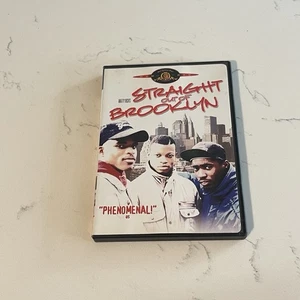 STRAIGHT
OUT OF
BROOKLYN
"PHENOMENAL!"